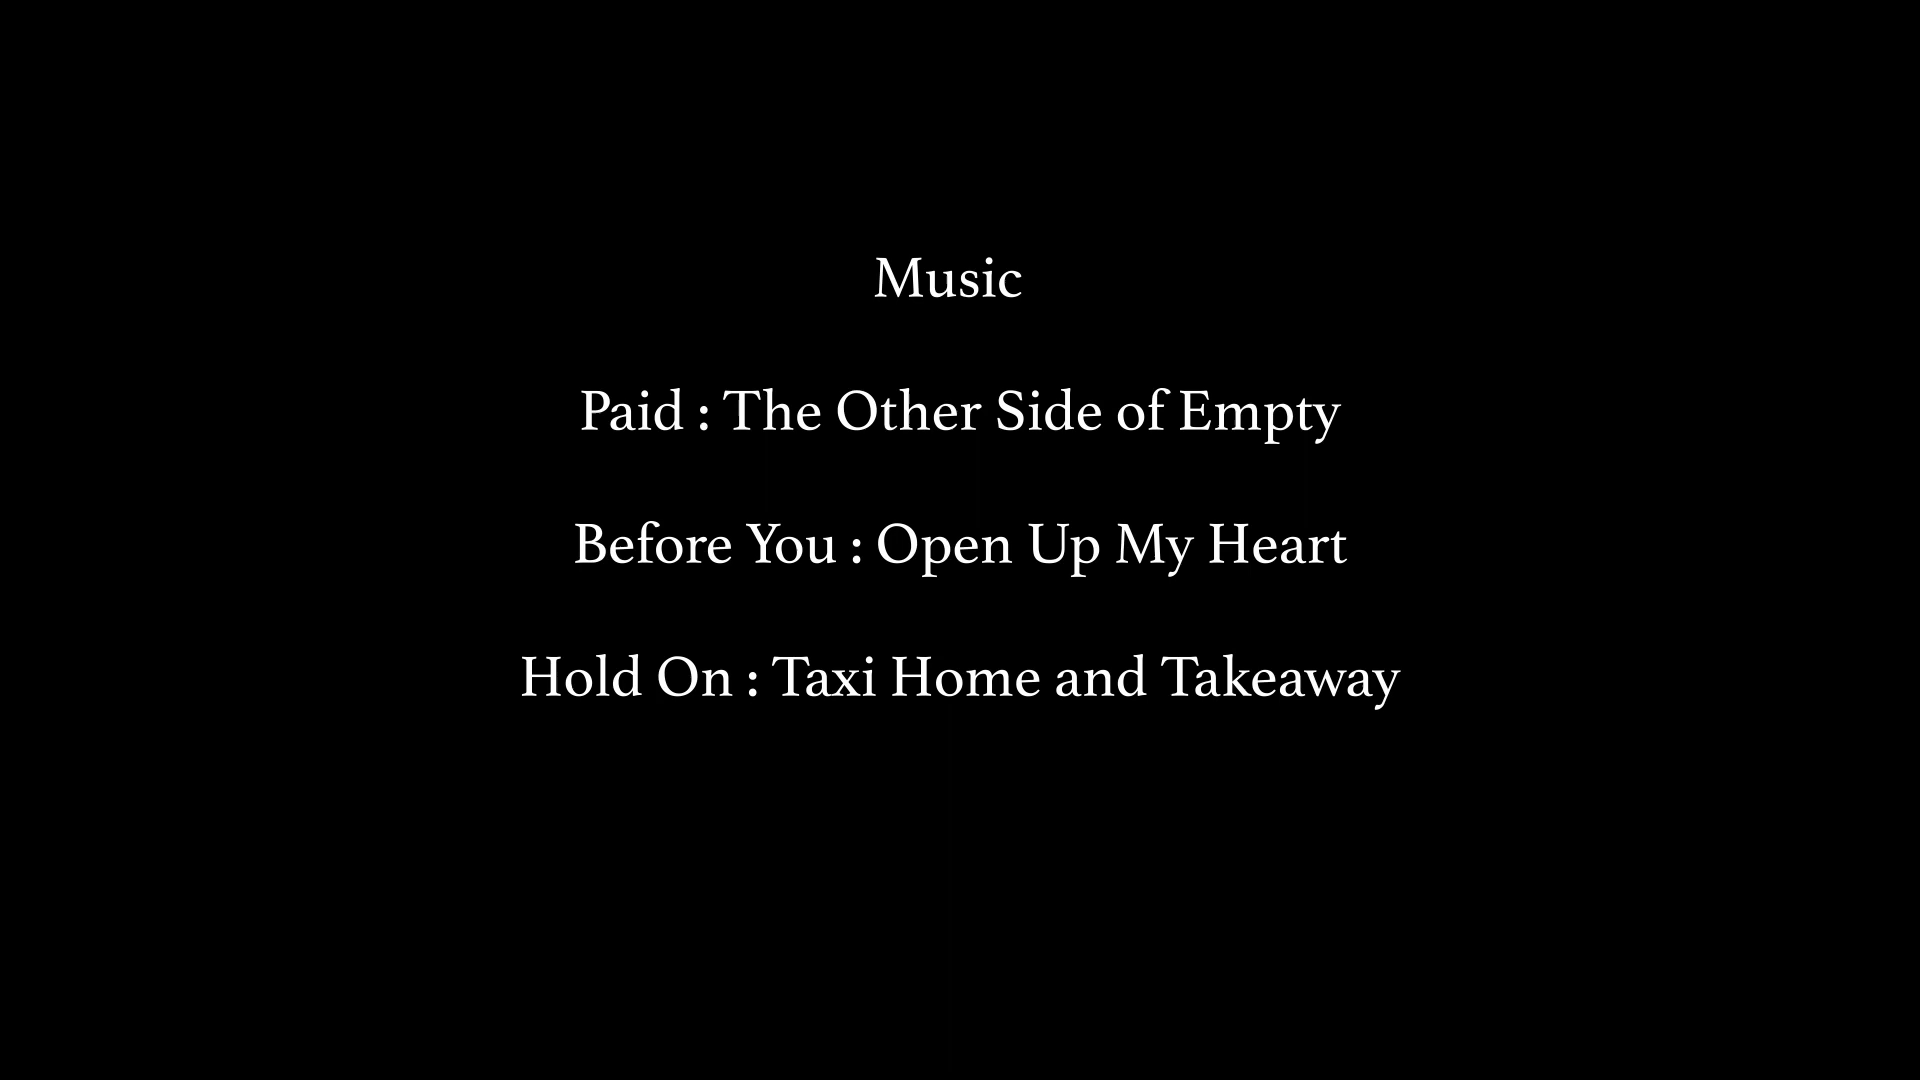 Music
Paid : The Other Side of Empty
Before You : Open Up My Heart
Hold On : Taxi Home and Takeaway